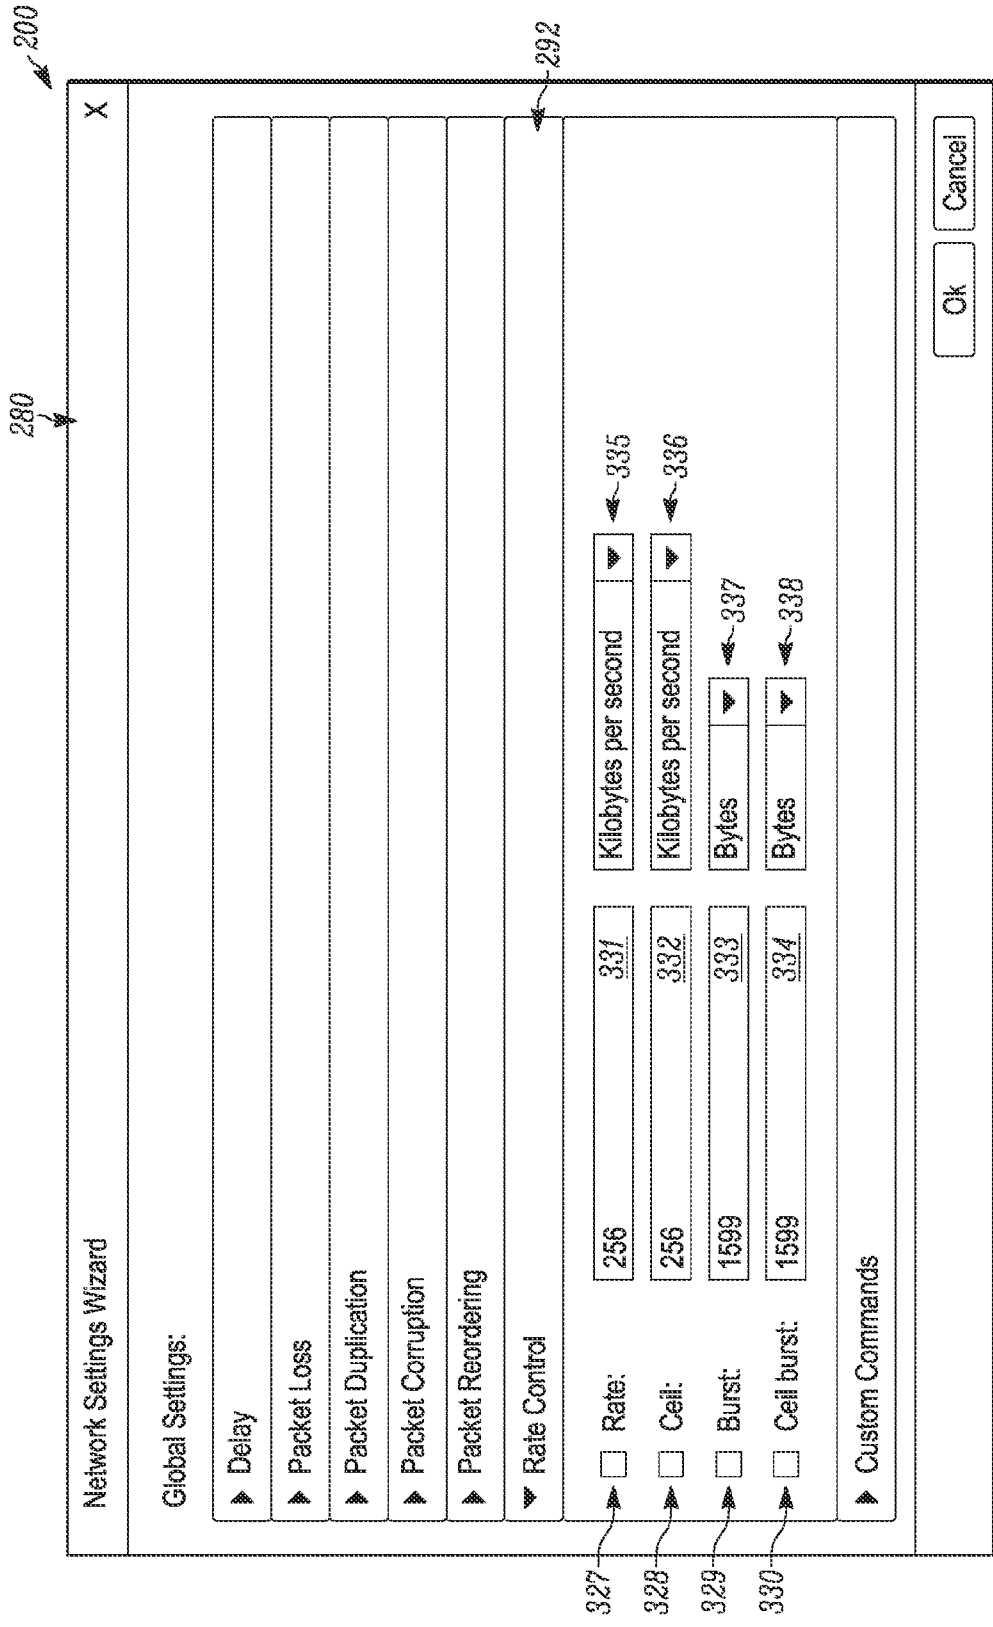 200
280
Network Settings Wizard X
Global Settings:
Delay
Packet Loss
Packet Duplication
Packet Corruption
Packet Reordering
Rate Control
292
327 Rate: 256 331 Kilobytes per second 335
328 Ceil: 256 332 Kilobytes per second 336
329 Burst: 1599 333 Bytes 337
330 Ceil burst: 1599 334 Bytes 338
Custom Commands
Ok Cancel